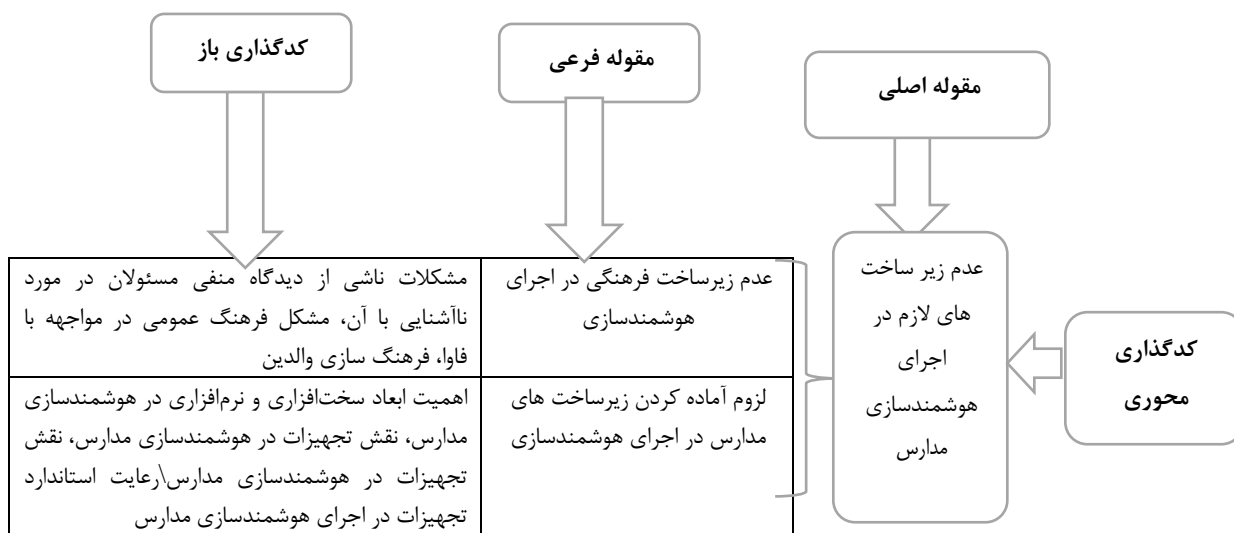 کدگذاری باز
مقوله فرعی
مقوله اصلی
کدگذاری
محوری
عدم زیر ساخت
های لازم در
اجرای
هوشمندسازی
مدارس
عدم زیرساخت فرهنگی در اجرای
هوشمندسازی
مشکلات ناشی از دیدگاه منفی مسئولان در مورد
ناآشنایی با آن، مشکل فرهنگ عمومی در مواجهه با
فاوا، فرهنگ سازی والدین
لزوم آماده کردن زیرساخت های
مدارس در اجرای هوشمندسازی
اهمیت ابعاد سخت‌افزاری و نرم‌افزاری در هوشمندسازی
مدارس، نقش تجهیزات در هوشمندسازی مدارس، نقش
تجهیزات در هوشمندسازی مدارس\رعایت استاندارد
تجهیزات در اجرای هوشمندسازی مدارس